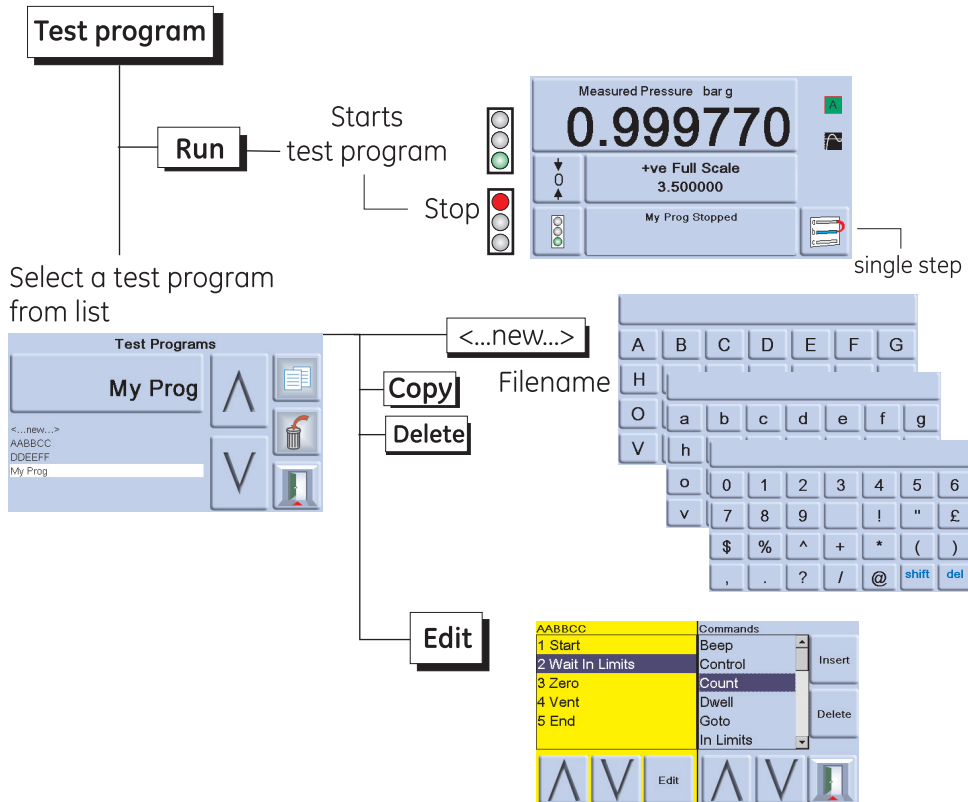 Test program
Run
Starts
test program
Stop
Measured Pressure bar g
0.999770
A
0
+ve Full Scale
3.500000
My Prog Stopped
single step
Select a test program
from list
Test Programs
My Prog
<...new...>
AABBCC
DDEEFF
My Prog
<...new...>
Copy
Delete
Filename
A B C D E F G
H
O
V
a b c d e f g
h
o
v
0 1 2 3 4 5 6
7 8 9 ! " £
$ % ^ + * ( )
, . ? / @ shift del
Edit
AABBCC
1 Start
2 Wait In Limits
3 Zero
4 Vent
5 End
Edit
Commands
Beep
Control
Count
Dwell
Goto
In Limits
Insert
Delete